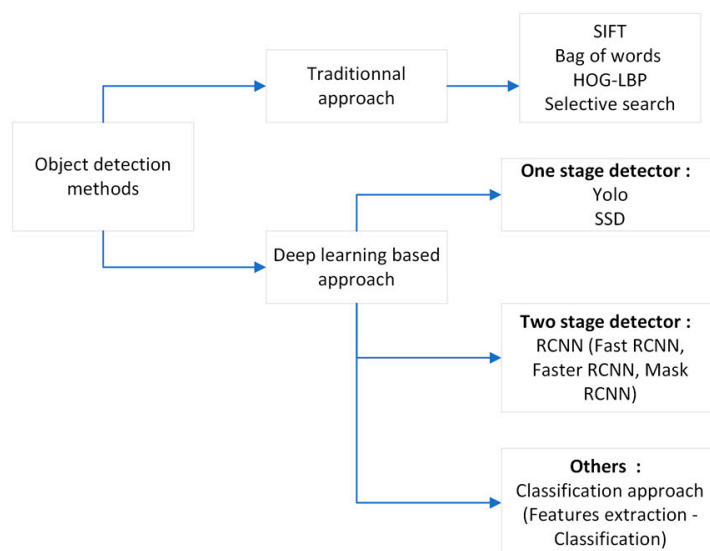 Object detection
methods
Traditionnal
approach
SIFT
Bag of words
HOG-LBP
Selective search
Deep learning based
approach
One stage detector :
Yolo
SSD
Two stage detector :
RCNN (Fast RCNN,
Faster RCNN, Mask
RCNN)
Others  :
Classification approach
(Features extraction -
Classification)